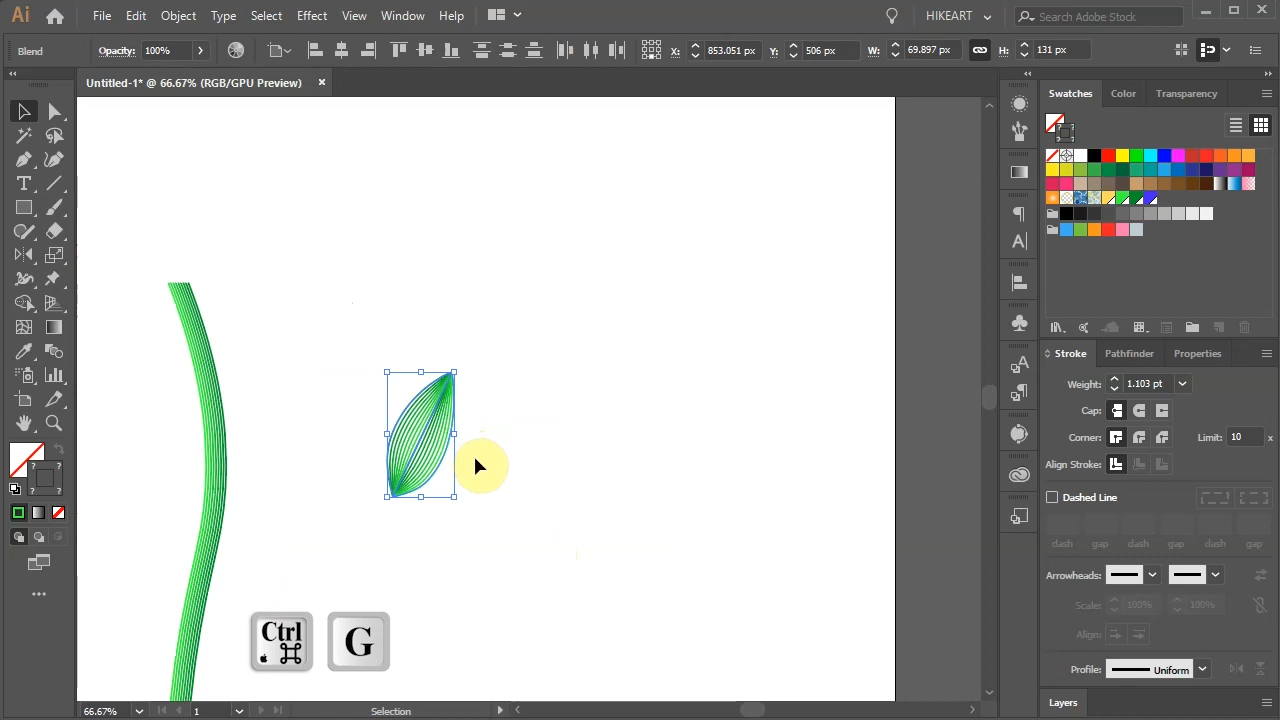 Ai File Edit Object Type Select Effect View Window Help HIKEART Search Adobe Stock
Blend Opacity: 100% X: 853.051 px Y: 506 px W: 69.897 px H: 131 px
Untitled-1* @ 66.67% (RGB/GPU Preview) ×
Swatches Color Transparency
Stroke Pathfinder Properties
Weight: 1.103 pt
Cap:
Corner: Limit: 10 x
Align Stroke:
Dashed Line
dash gap dash gap dash gap
Arrowheads:
Scale: 100% 100%
Align:
Profile: Uniform
Layers
Ctrl G
66.67% 1 Selection